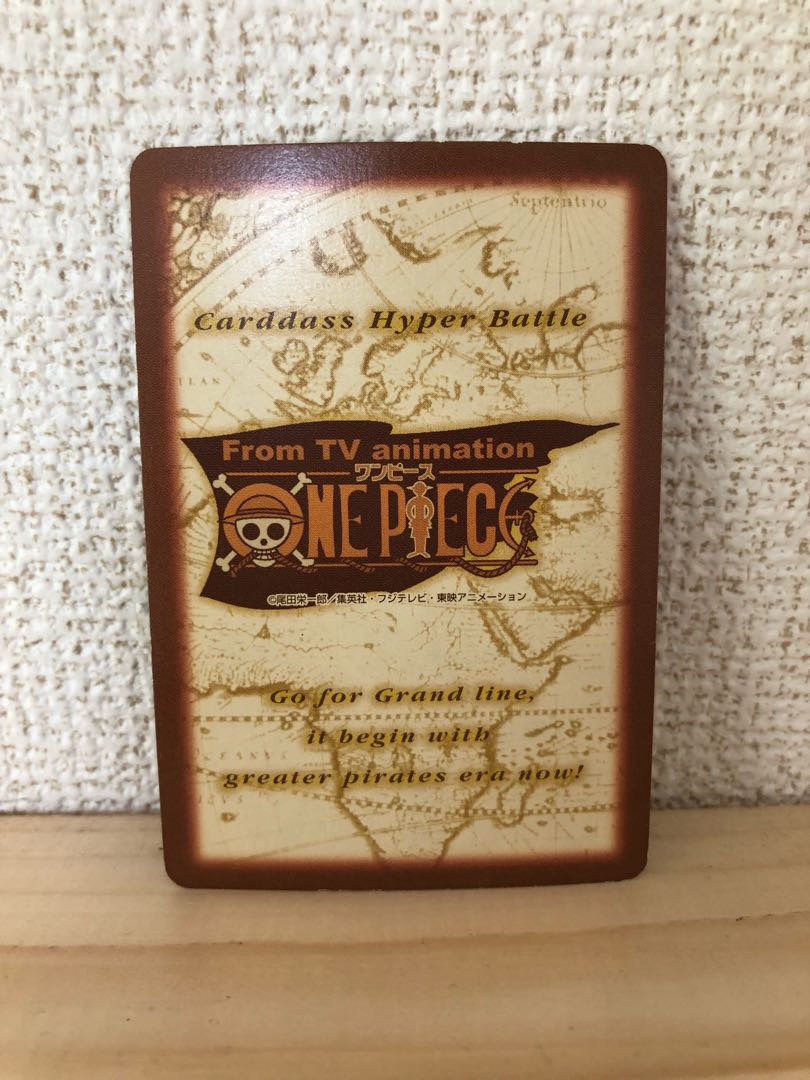 Septentrio
Carddass Hyper Battle
From TV animation
ワンピース
ONE PIECE
©尾田栄一郎／集英社・フジテレビ・東映アニメーション
Go for Grand line,
it begin with
greater pirates era now!